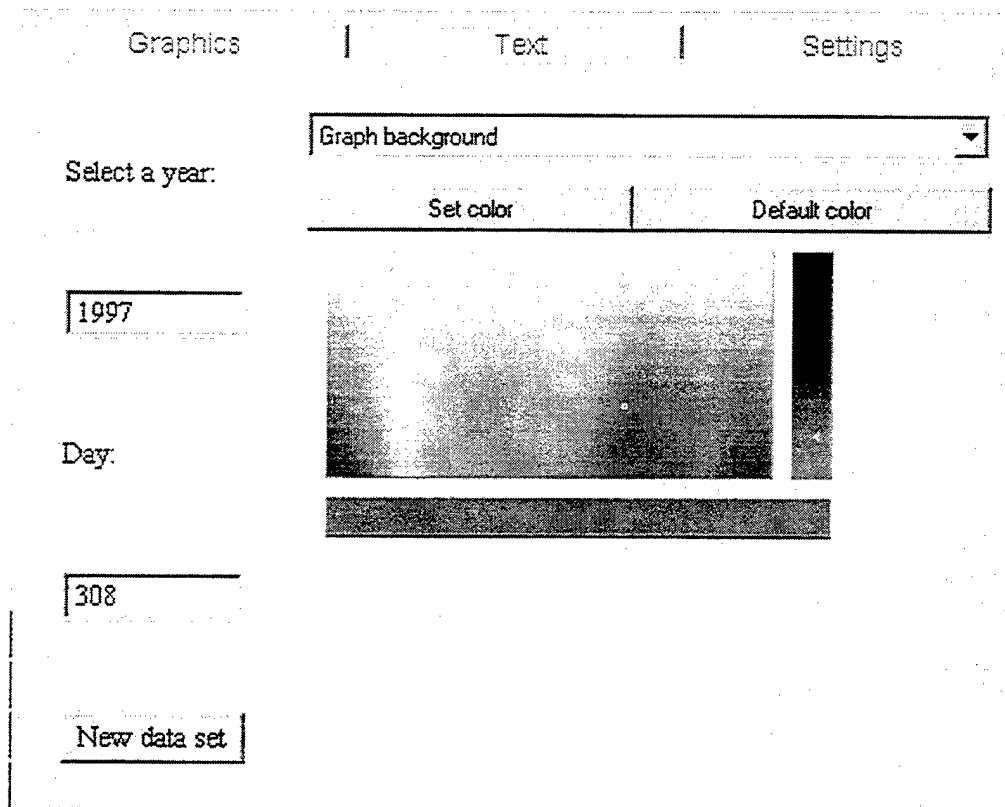 Graphics | Text | Settings
Graph background
Select a year:
Set color Default color
1997
Day:
308
New data set